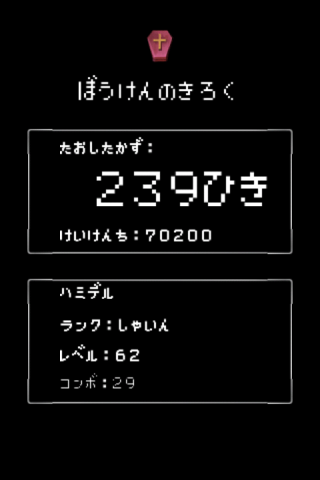 ぼうけんのきろく
たおしたかず:
239ひき
けいけんち:70200
ハミデル
ランク:しゃいん
レベル:62
コンボ:29